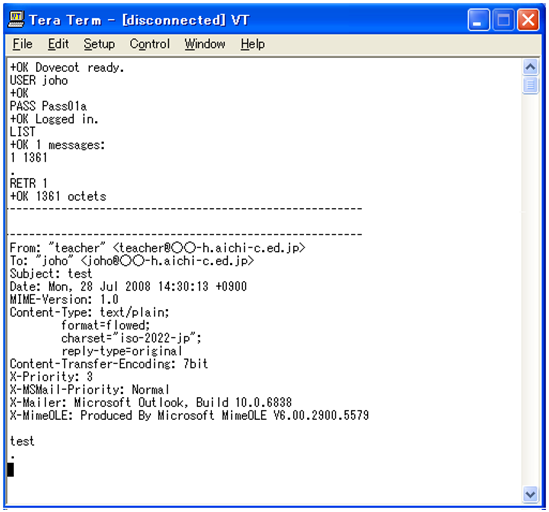 Tera Term - [disconnected] VT
File Edit Setup Control Window Help
+OK Dovecot ready.
USER joho
+OK
PASS Pass01a
+OK Logged in.
LIST
+OK 1 messages:
1 1361
.
RETR 1
+OK 1361 octets
------------------------------------------------------
------------------------------------------------------
From: "teacher" <teacher@〇〇-h.aichi-c.ed.jp>
To: "joho" <joho@〇〇-h.aichi-c.ed.jp>
Subject: test
Date: Mon, 28 Jul 2008 14:30:13 +0900
MIME-Version: 1.0
Content-Type: text/plain;
format=flowed;
charset="iso-2022-jp";
reply-type=original
Content-Transfer-Encoding: 7bit
X-Priority: 3
X-MSMail-Priority: Normal
X-Mailer: Microsoft Outlook, Build 10.0.6838
X-MimeOLE: Produced By Microsoft MimeOLE V6.00.2900.5579
test
.